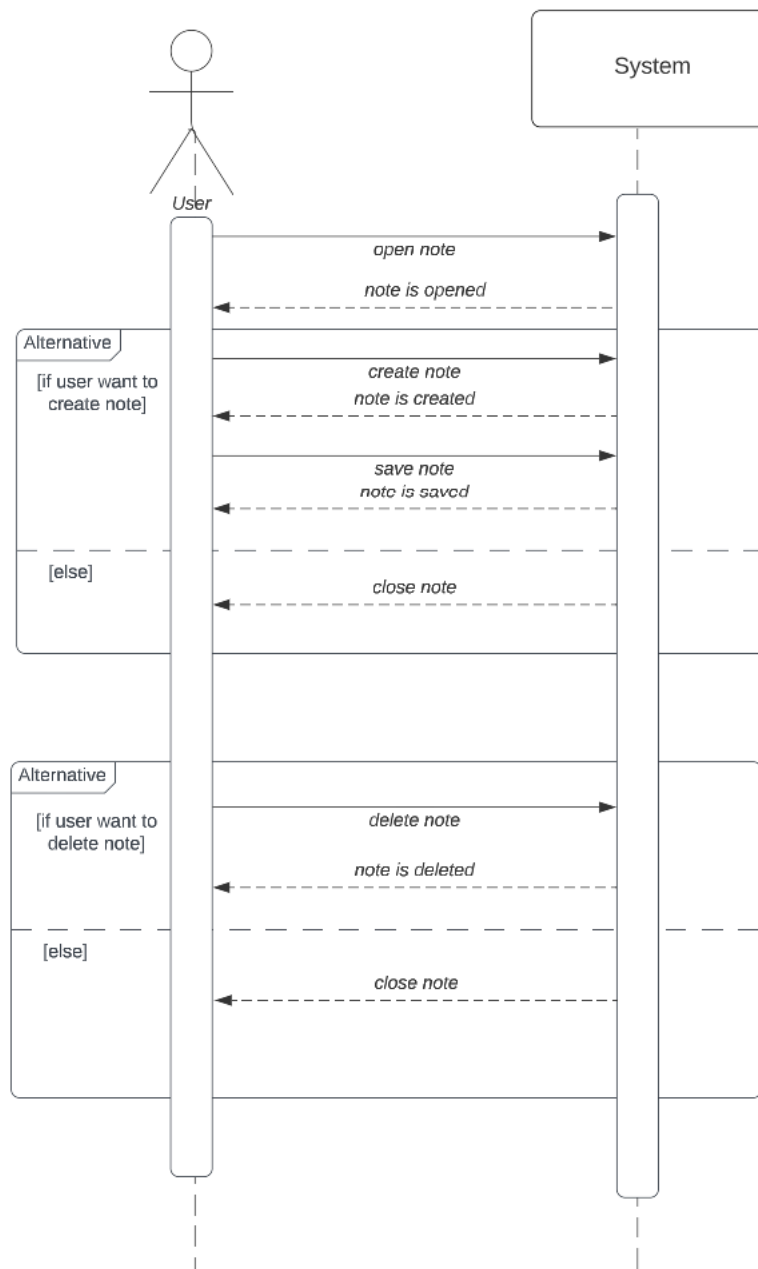 System
User
open note
note is opened
Alternative
[if user want to
create note]
create note
note is created
save note
note is saved
[else]
close note
Alternative
[if user want to
delete note]
delete note
note is deleted
[else]
close note